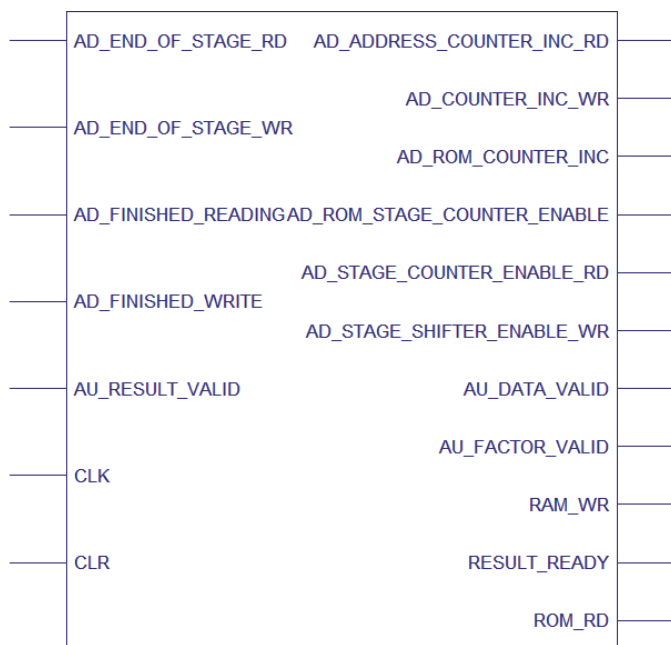 AD_END_OF_STAGE_RD AD_ADDRESS_COUNTER_INC_RD
AD_COUNTER_INC_WR
AD_END_OF_STAGE_WR
AD_ROM_COUNTER_INC
AD_FINISHED_READING AD_ROM_STAGE_COUNTER_ENABLE
AD_STAGE_COUNTER_ENABLE_RD
AD_FINISHED_WRITE
AD_STAGE_SHIFTER_ENABLE_WR
AU_RESULT_VALID AU_DATA_VALID
AU_FACTOR_VALID
CLK
RAM_WR
CLR RESULT_READY
ROM_RD